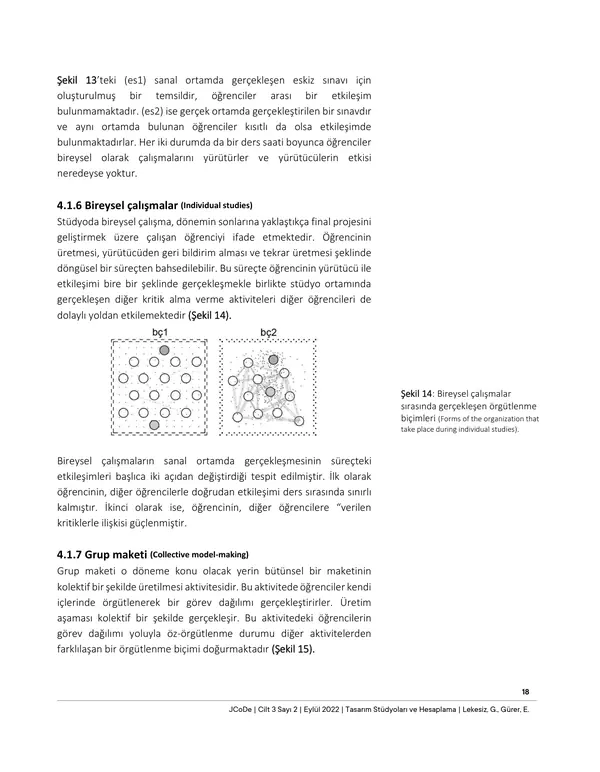 Şekil 13'teki (es1) sanal ortamda gerçekleşen eskiz sınavı için
oluşturulmuş bir temsildir, öğrenciler arası bir etkileşim
bulunmamaktadır. (es2) ise gerçek ortamda gerçekleştirilen bir sınavdır
ve aynı ortamda bulunan öğrenciler kısıtlı da olsa etkileşimde
bulunmaktadırlar. Her iki durumda da bir ders saati boyunca öğrenciler
bireysel olarak çalışmalarını yürütürler ve yürütücülerin etkisi
neredeyse yoktur.
4.1.6 Bireysel çalışmalar (Individual studies)
Stüdyoda bireysel çalışma, dönemin sonlarına yaklaştıkça final projesini
geliştirmek üzere çalışan öğrenciyi ifade etmektedir. Öğrencinin
üretmesi, yürütücüden geri bildirim alması ve tekrar üretmesi şeklinde
döngüsel bir süreçten bahsedilebilir. Bu süreçte öğrencinin yürütücü ile
etkileşimi bire bir şeklinde gerçekleşmekle birlikte stüdyo ortamında
gerçekleşen diğer kritik alma verme aktiviteleri diğer öğrencileri de
dolaylı yoldan etkilemektedir (Şekil 14).
bç1 bç2
Şekil 14: Bireysel çalışmalar
sırasında gerçekleşen örgütlenme
biçimleri (Forms of the organization that
take place during individual studies).
Bireysel çalışmaların sanal ortamda gerçekleşmesinin süreçteki
etkileşimleri başlıca iki açıdan değiştirdiği tespit edilmiştir. İlk olarak
öğrencinin, diğer öğrencilerle doğrudan etkileşimi ders sırasında sınırlı
kalmıştır. İkinci olarak ise, öğrencinin, diğer öğrencilere “verilen
kritiklerle ilişkisi güçlenmiştir.
4.1.7 Grup maketi (Collective model-making)
Grup maketi o döneme konu olacak yerin bütünsel bir maketinin
kolektif bir şekilde üretilmesi aktivitesidir. Bu aktivitede öğrenciler kendi
içlerinde örgütlenerek bir görev dağılımı gerçekleştirirler. Üretim
aşaması kolektif bir şekilde gerçekleşir. Bu aktivitedeki öğrencilerin
görev dağılımı yoluyla öz-örgütlenme durumu diğer aktivitelerden
farklılaşan bir örgütlenme biçimi doğurmaktadır (Şekil 15).
18
JCoDe | Cilt 3 Sayı 2 | Eylül 2022 | Tasarım Stüdyoları ve Hesaplama | Lekesiz, G., Gürer, E.